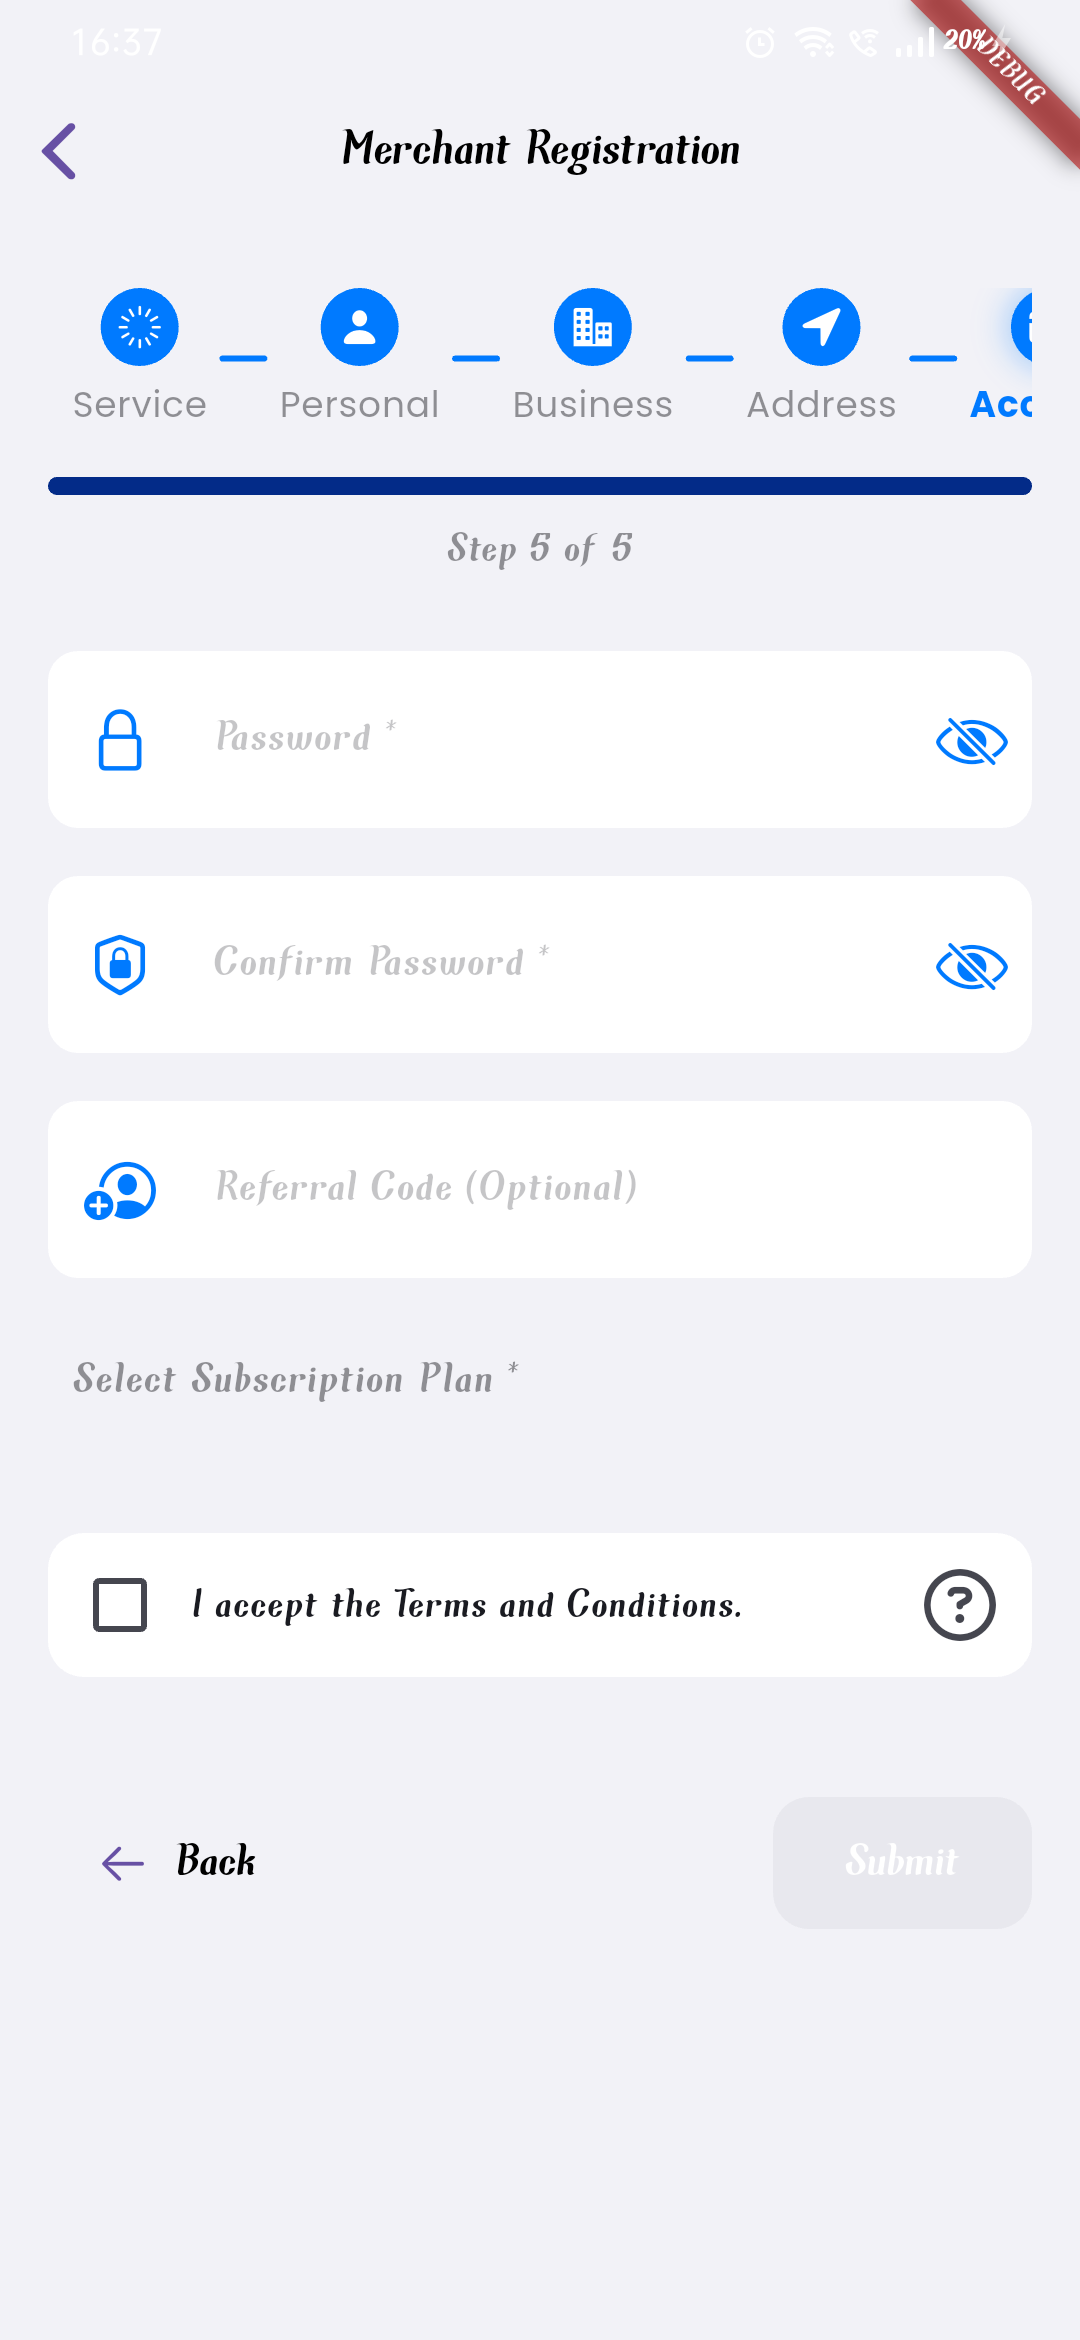 16:37
20%
DEBUG
Merchant Registration
Service Personal Business Address Acc
Step 5 of 5
Password *
Confirm Password *
Referral Code (Optional)
Select Subscription Plan *
I accept the Terms and Conditions.
Back
Submit